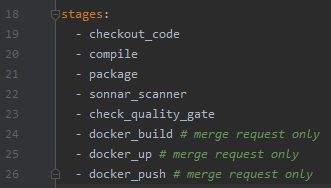 18 stages:
19 - checkout_code
20 - compile
21 - package
22 - sonnar_scanner
23 - check_quality_gate
24 - docker_build # merge request only
25 - docker_up # merge request only
26 - docker_push # merge request only